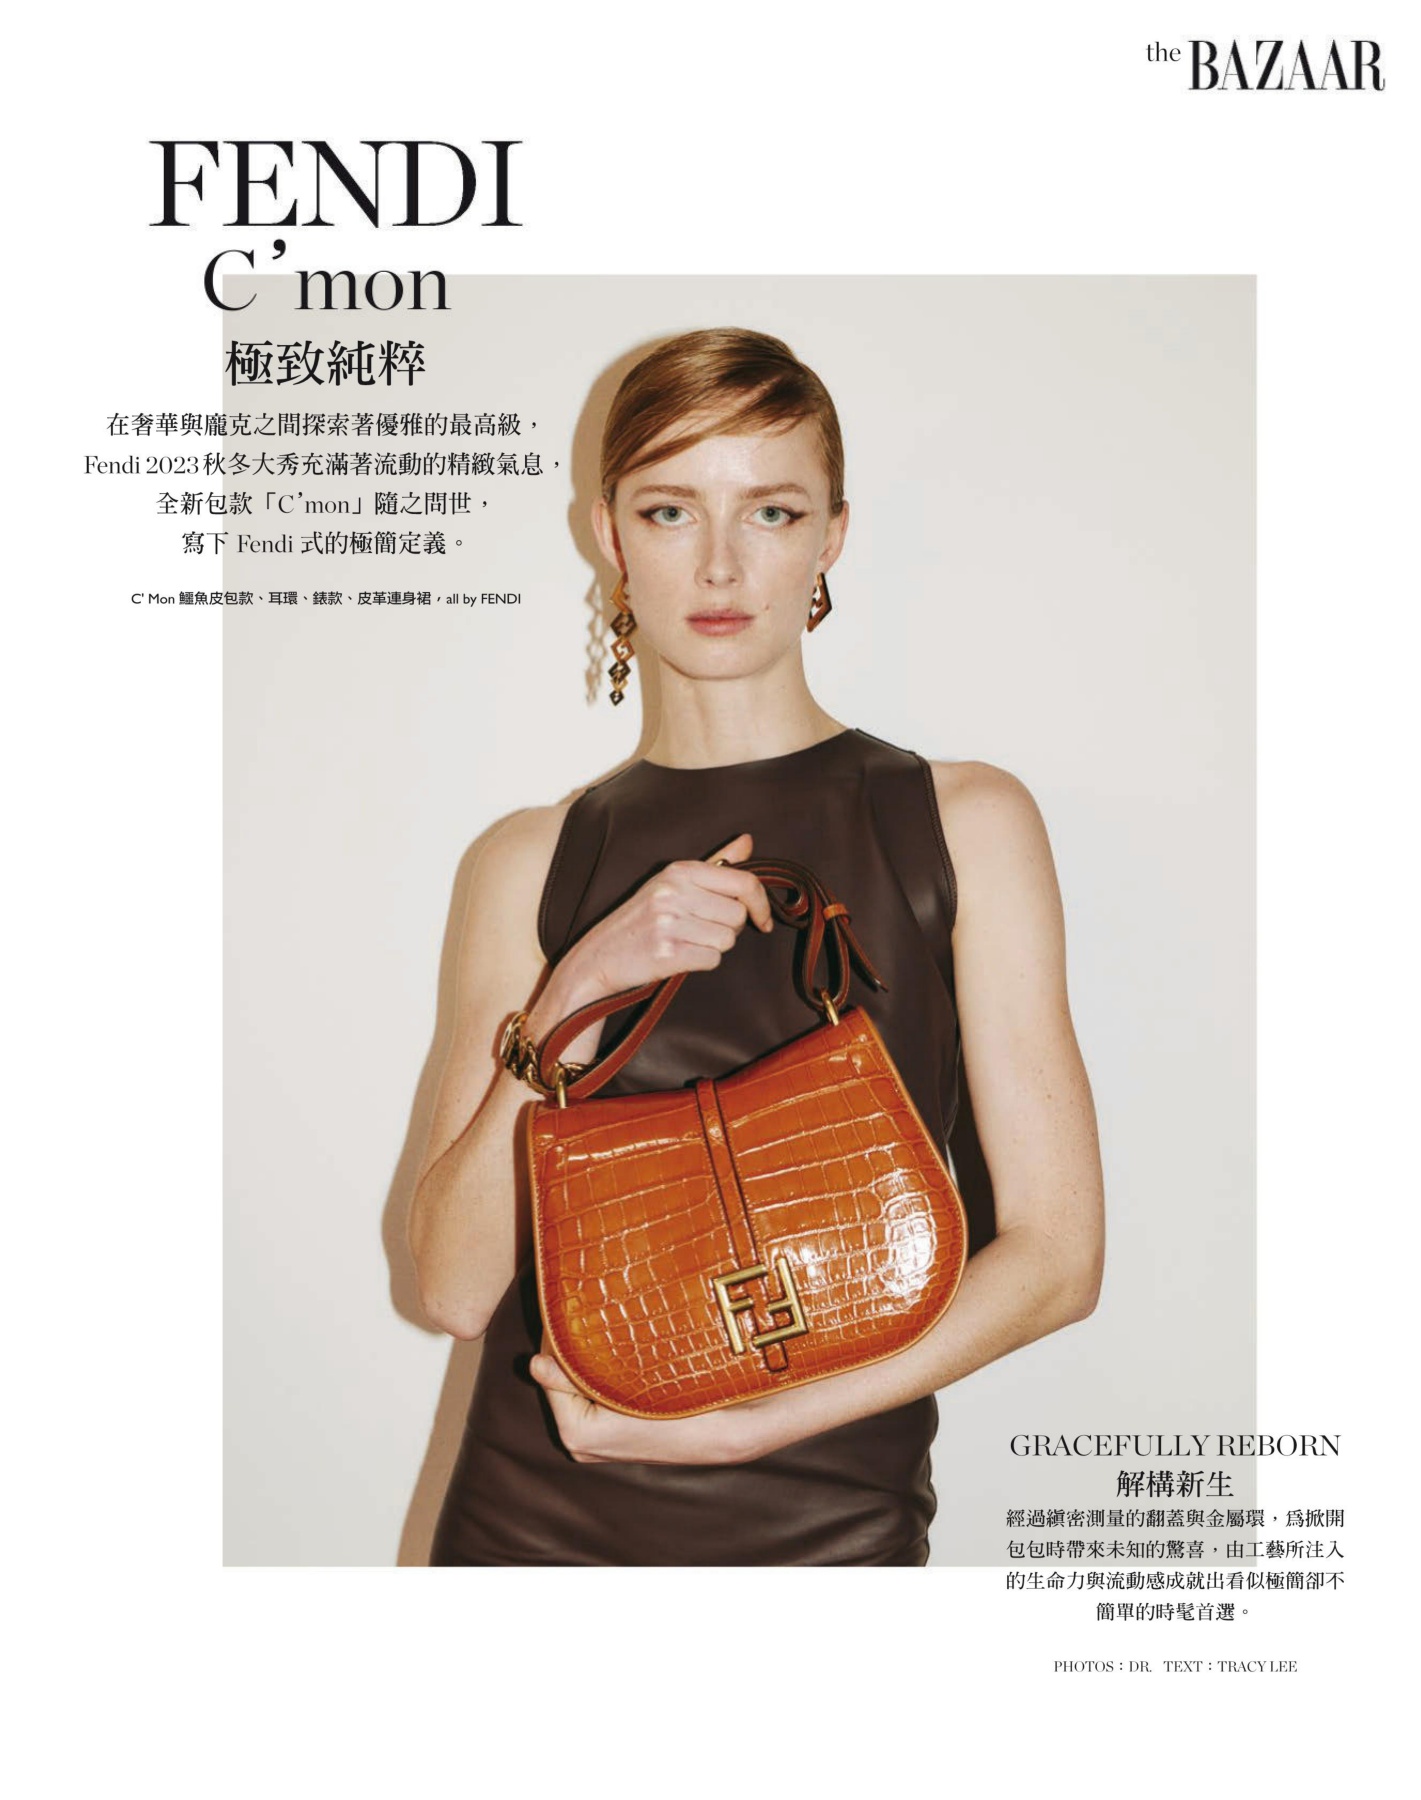 the BAZAAR
FENDI
C’mon
極致純粹
在奢華與龐克之間探索著優雅的最高級，
Fendi 2023秋冬大秀充滿著流動的精緻氣息，
全新包款「C’mon」隨之問世，
寫下 Fendi 式的極簡定義。
C' Mon 鱷魚皮包款、耳環、錶款、皮革連身裙，all by FENDI
GRACEFULLY REBORN
解構新生
經過縝密測量的翻蓋與金屬環，爲掀開
包包時帶來未知的驚喜，由工藝所注入
的生命力與流動感成就出看似極簡卻不
簡單的時髦首選。
PHOTOS：DR. TEXT：TRACY LEE